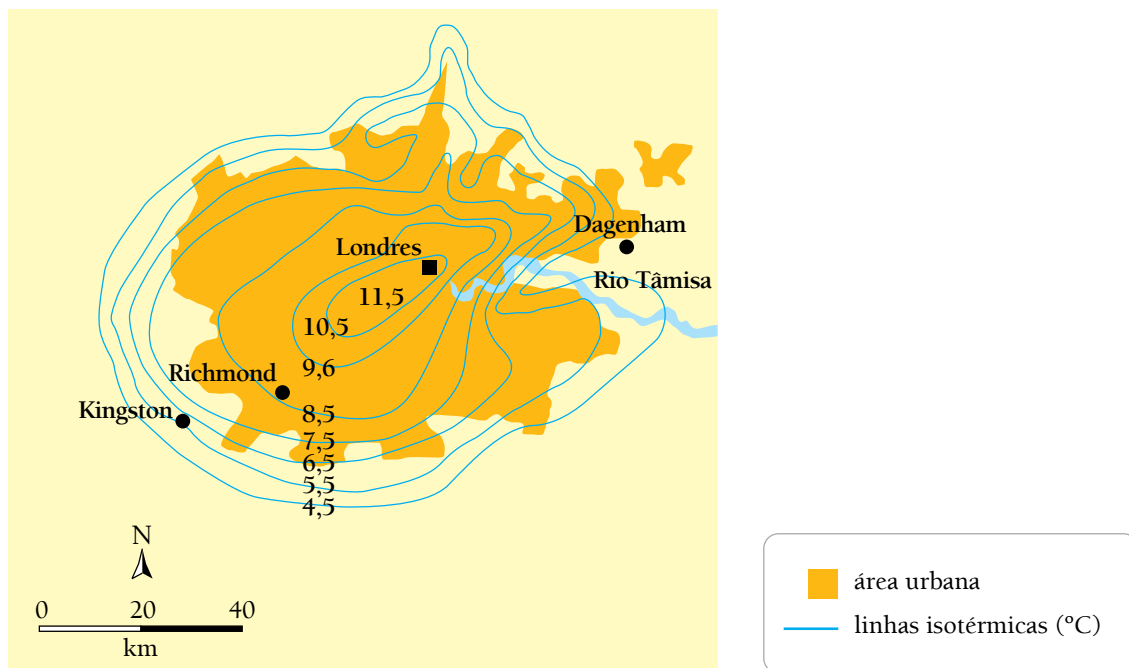 Dagenham
Londres
Rio Tâmisa
11,5
10,5
9,6
Richmond
Kingston
8,5
7,5
6,5
5,5
4,5
N
0 20 40
km
área urbana
linhas isotérmicas (ºC)